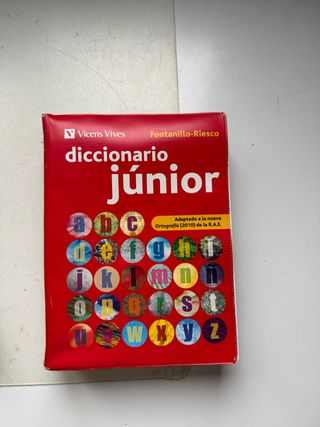 Vicens Vives
Fontanillo-Riesco
diccionario
júnior
Adaptado a la nueva
Ortografía (2010) de la R.A.E.
a b c
d e f g h i
j k l m n ñ
o p q r s t
u v w x y z